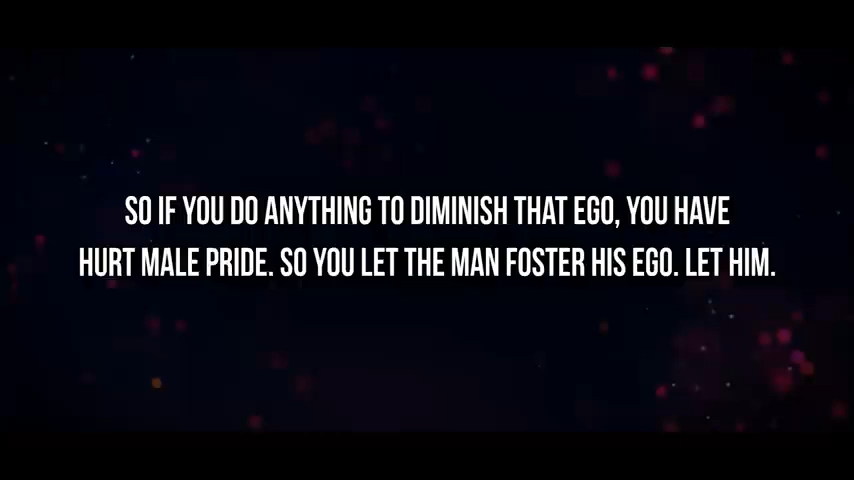 SO IF YOU DO ANYTHING TO DIMINISH THAT EGO, YOU HAVE
HURT MALE PRIDE. SO YOU LET THE MAN FOSTER HIS EGO. LET HIM.